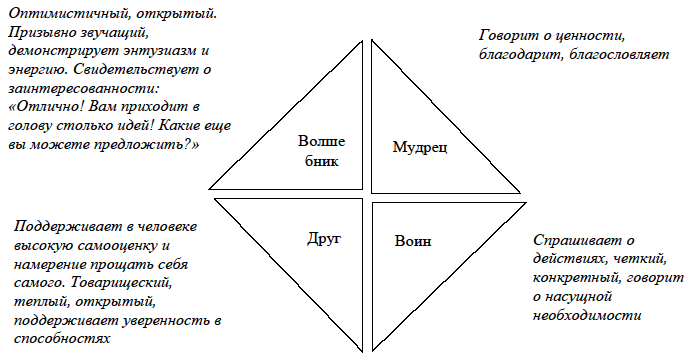 Оптимистичный, открытый.
Призывно звучащий,
демонстрирует энтузиазм и
энергию. Свидетельствует о
заинтересованности:
«Отлично! Вам приходит в
голову столько идей! Какие еще
вы можете предложить?»
Говорит о ценности,
благодарит, благословляет
Волше
бник
Мудрец
Друг
Воин
Поддерживает в человеке
высокую самооценку и
намерение прощать себя
самого. Товарищеский,
теплый, открытый,
поддерживает уверенность в
способностях
Спрашивает о
действиях, четкий,
конкретный, говорит
о насущной
необходимости